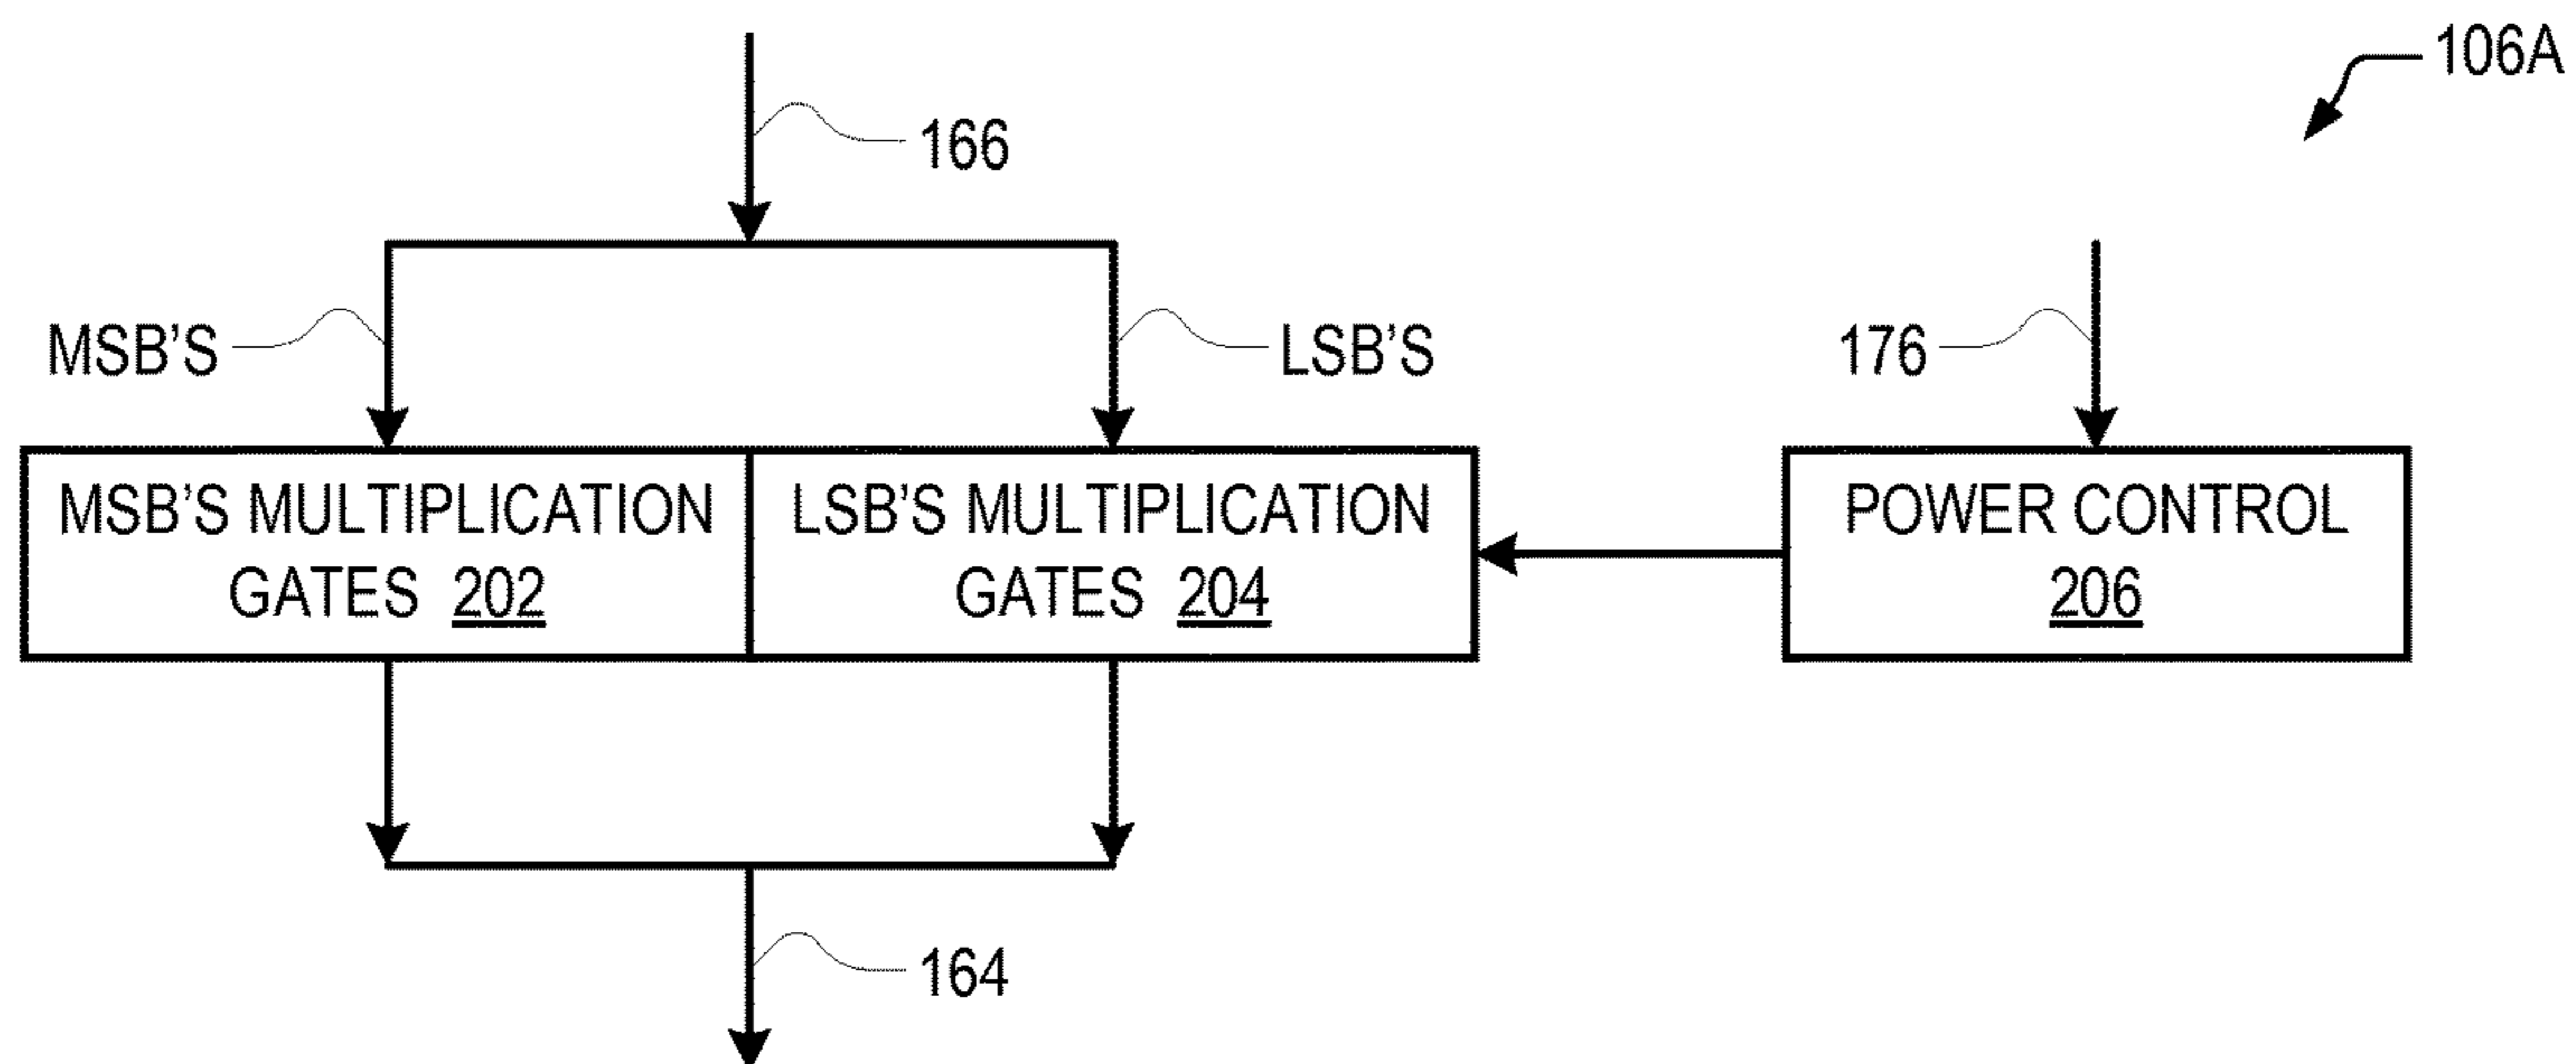 106A
166
MSB'S
LSB'S
176
MSB'S MULTIPLICATION
GATES 202
LSB'S MULTIPLICATION
GATES 204
POWER CONTROL
206
164